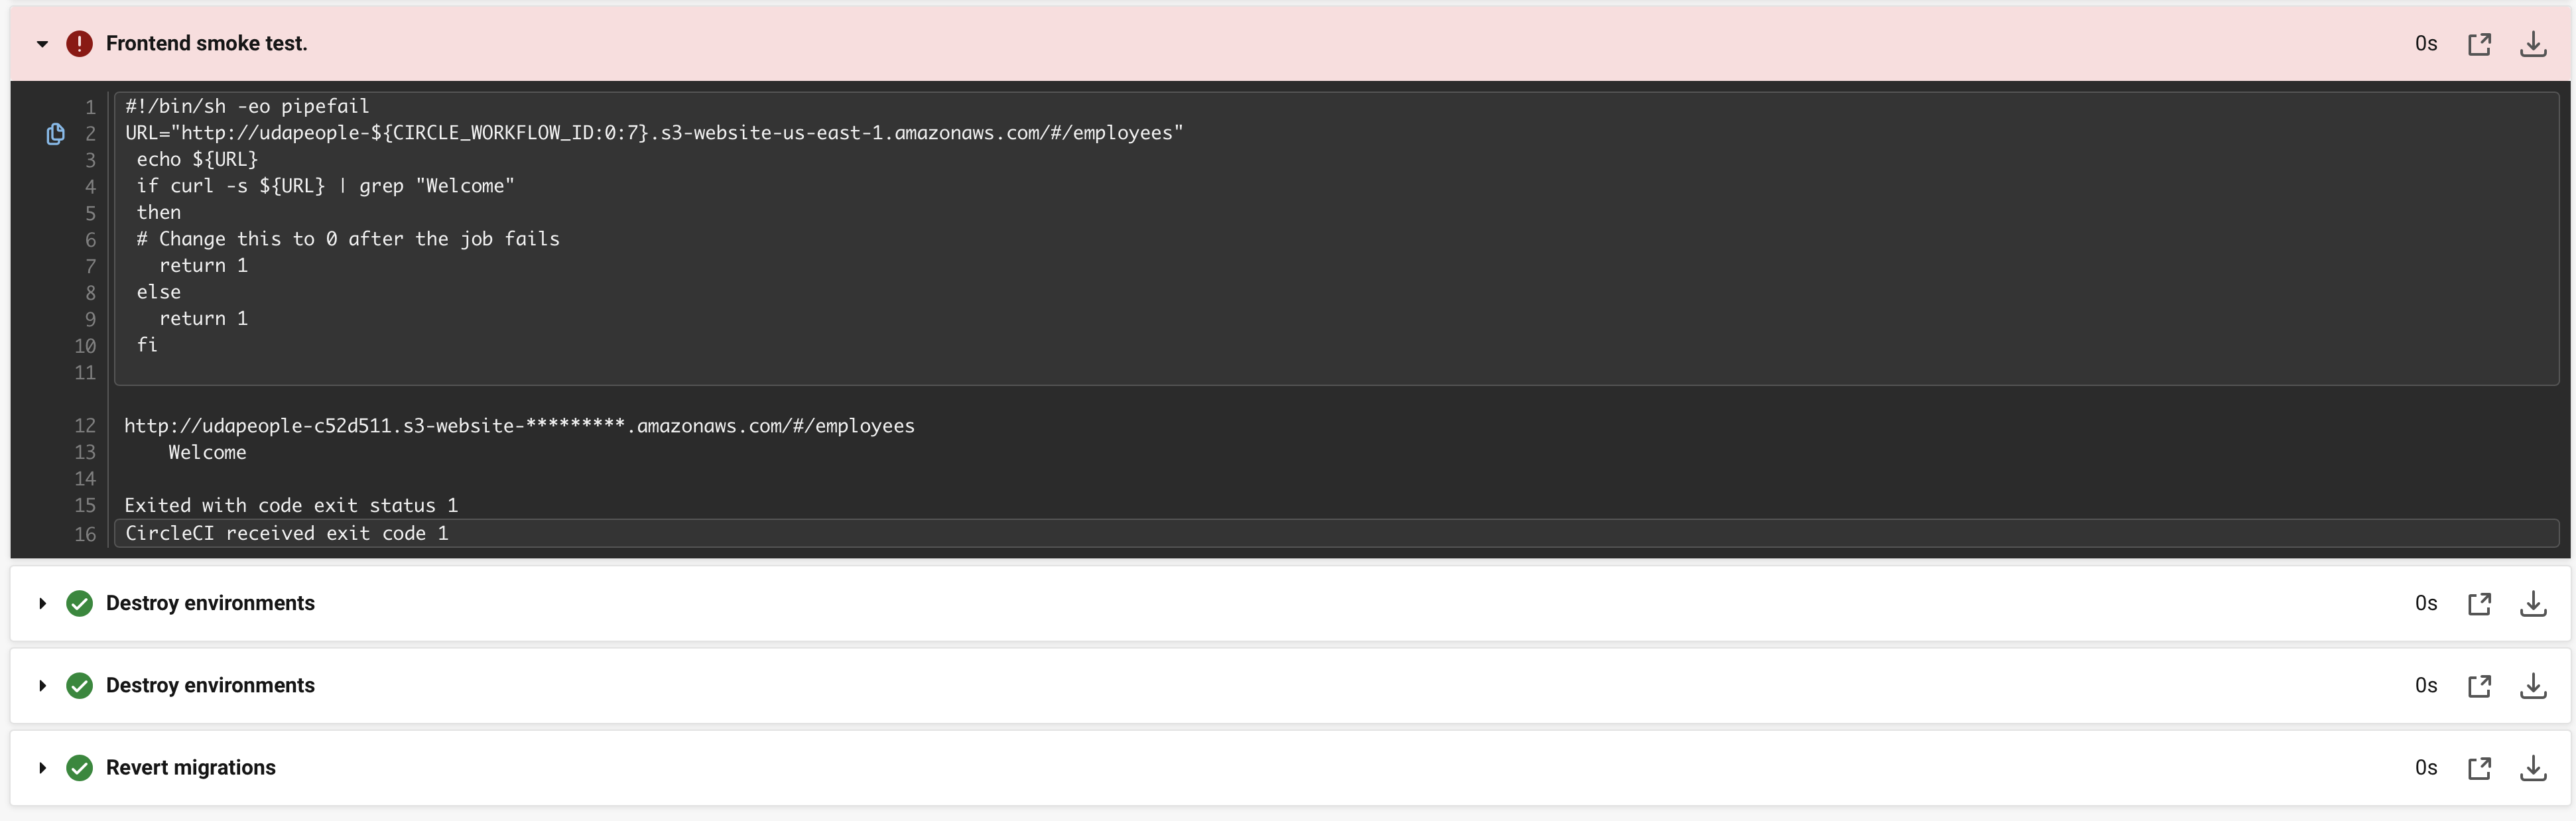 Frontend smoke test.
0s
1 #!/bin/sh -eo pipefail
2 URL="http://udapeople-${CIRCLE_WORKFLOW_ID:0:7}.s3-website-us-east-1.amazonaws.com/#/employees"
3 echo ${URL}
4 if curl -s ${URL} | grep "Welcome"
5 then
6 # Change this to 0 after the job fails
7 return 1
8 else
9 return 1
10 fi
11
12 http://udapeople-c52d511.s3-website-*********.amazonaws.com/#/employees
13 Welcome
14
15 Exited with code exit status 1
16 CircleCI received exit code 1
Destroy environments
0s
Destroy environments
0s
Revert migrations
0s